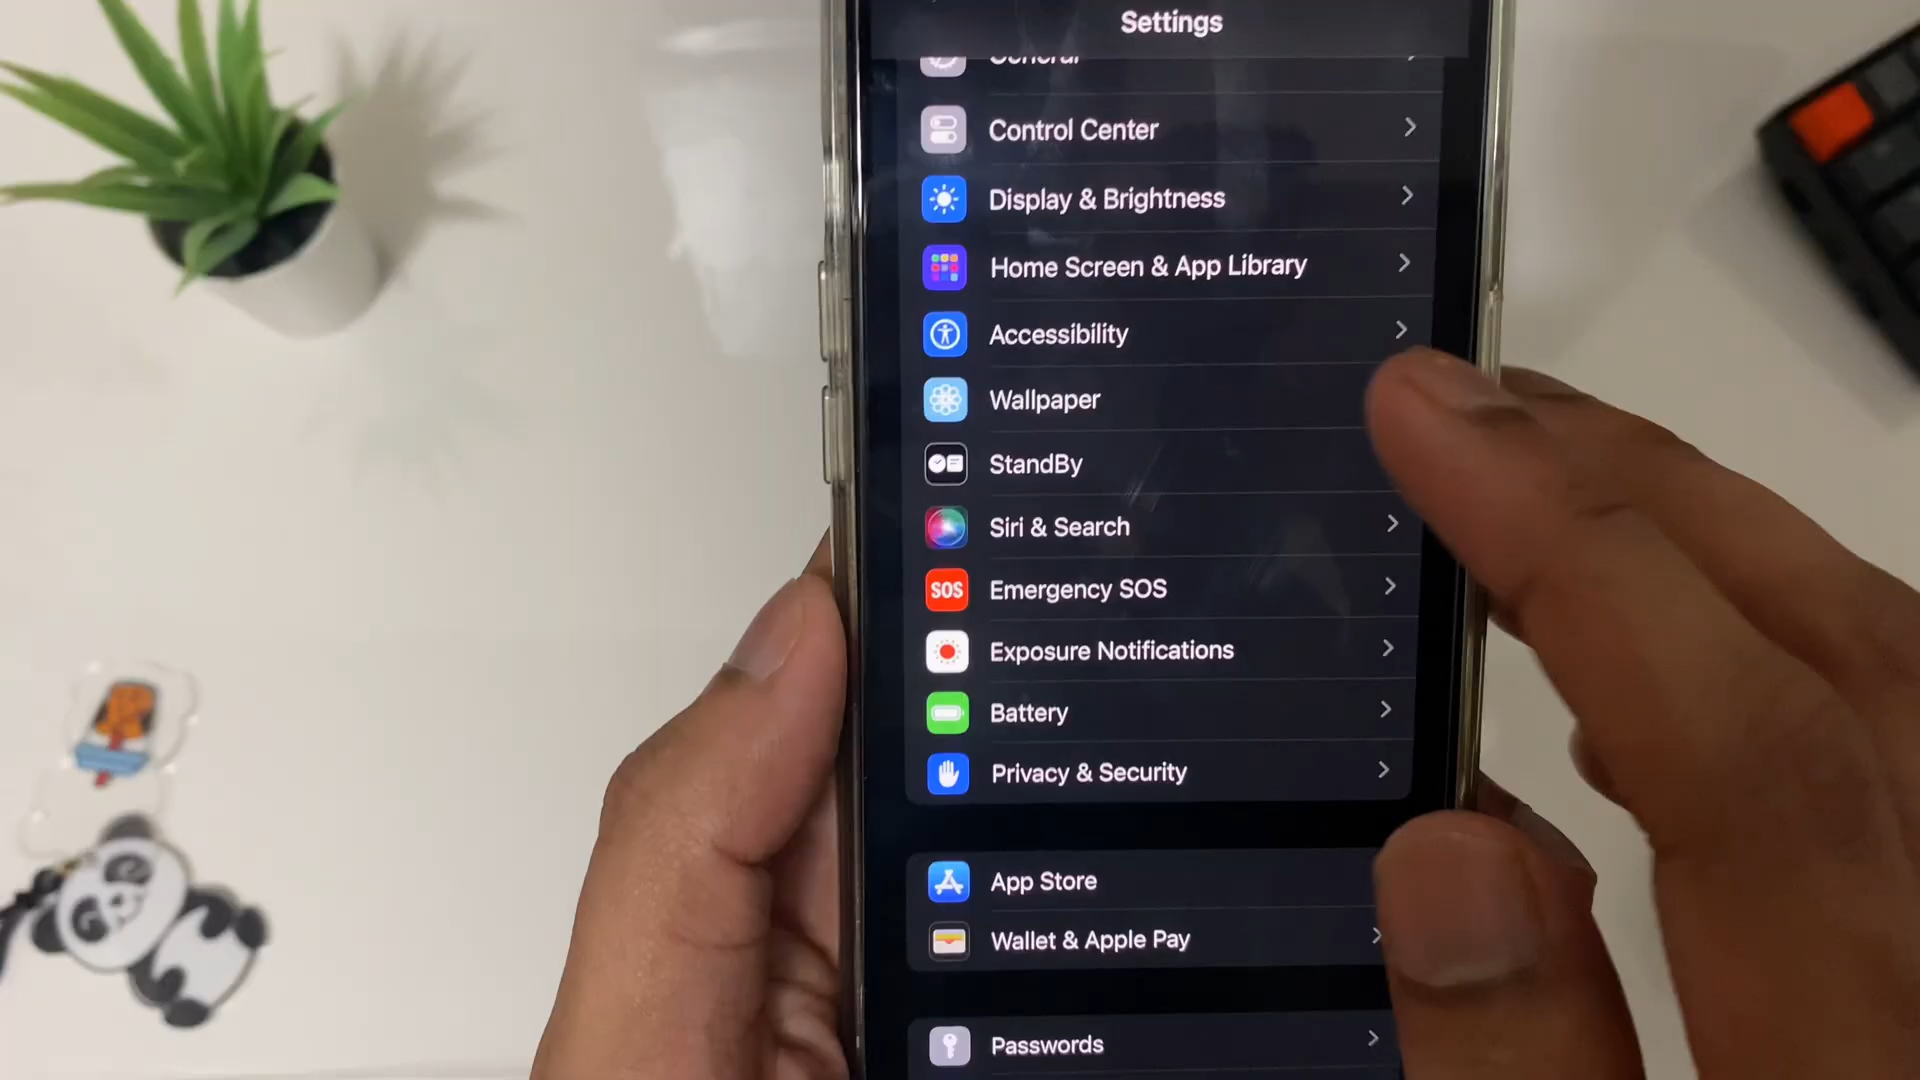 Settings
General
Control Center
Display & Brightness
Home Screen & App Library
Accessibility
Wallpaper
StandBy
Siri & Search
SOS Emergency SOS
Exposure Notifications
Battery
Privacy & Security
App Store
Wallet & Apple Pay
Passwords